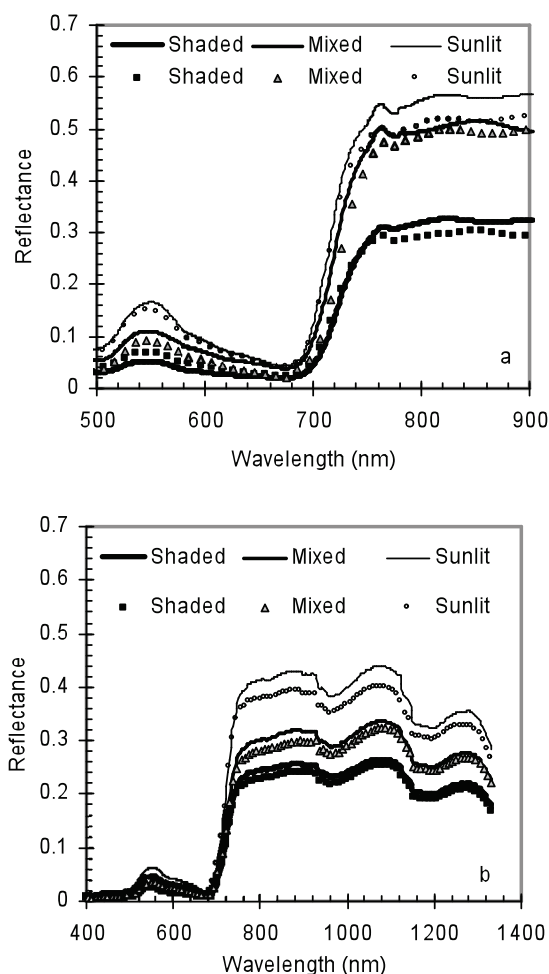 0.7
Shaded Mixed Sunlit
0.6
Shaded Mixed Sunlit
0.5
0.4
0.3
0.2
0.1
0
Reflectance
a
500 600 700 800 900
Wavelength (nm)
0.7
Shaded Mixed Sunlit
0.6
Shaded Mixed Sunlit
0.5
0.4
0.3
0.2
0.1
0
Reflectance
b
400 600 800 1000 1200 1400
Wavelength (nm)